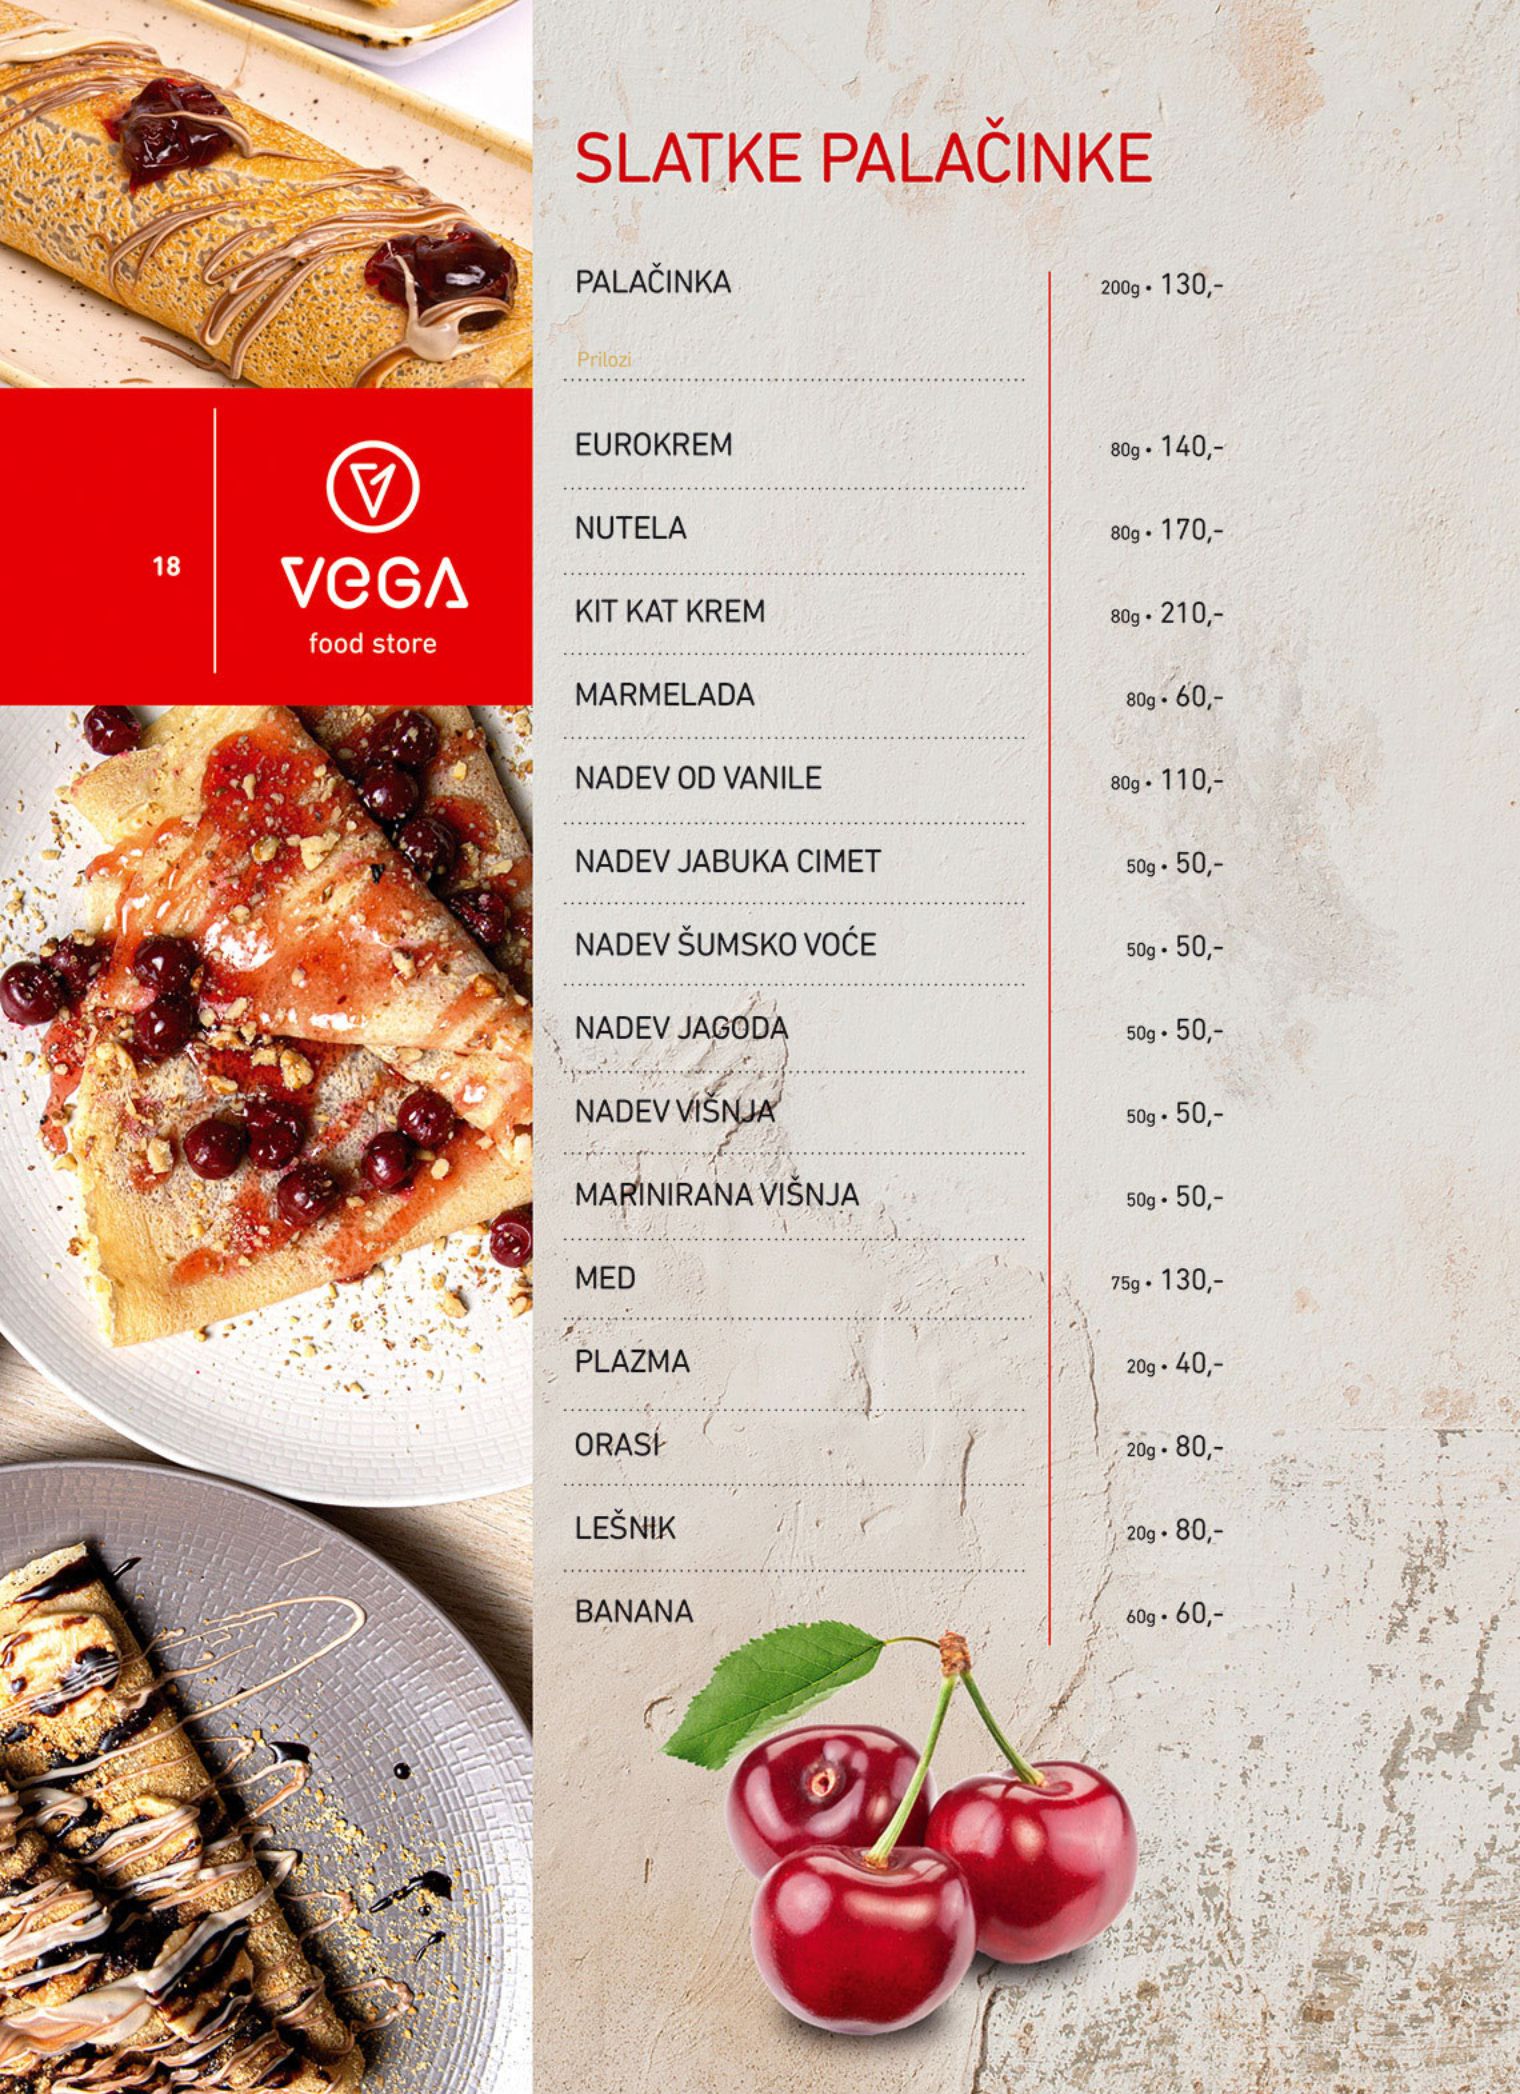 SLATKE PALAČINKE
PALAČINKA 200g • 130,-
Prilozi
EUROKREM 80g • 140,-
NUTELA 80g • 170,-
KIT KAT KREM 80g • 210,-
MARMELADA 80g • 60,-
NADEV OD VANILE 80g • 110,-
NADEV JABUKA CIMET 50g • 50,-
NADEV ŠUMSKO VOĆE 50g • 50,-
NADEV JAGODA 50g • 50,-
NADEV VIŠNJA 50g • 50,-
MARINIRANA VIŠNJA 50g • 50,-
MED 75g • 130,-
PLAZMA 20g • 40,-
ORASI 20g • 80,-
LEŠNIK 20g • 80,-
BANANA 60g • 60,-
18
VEGA
food store